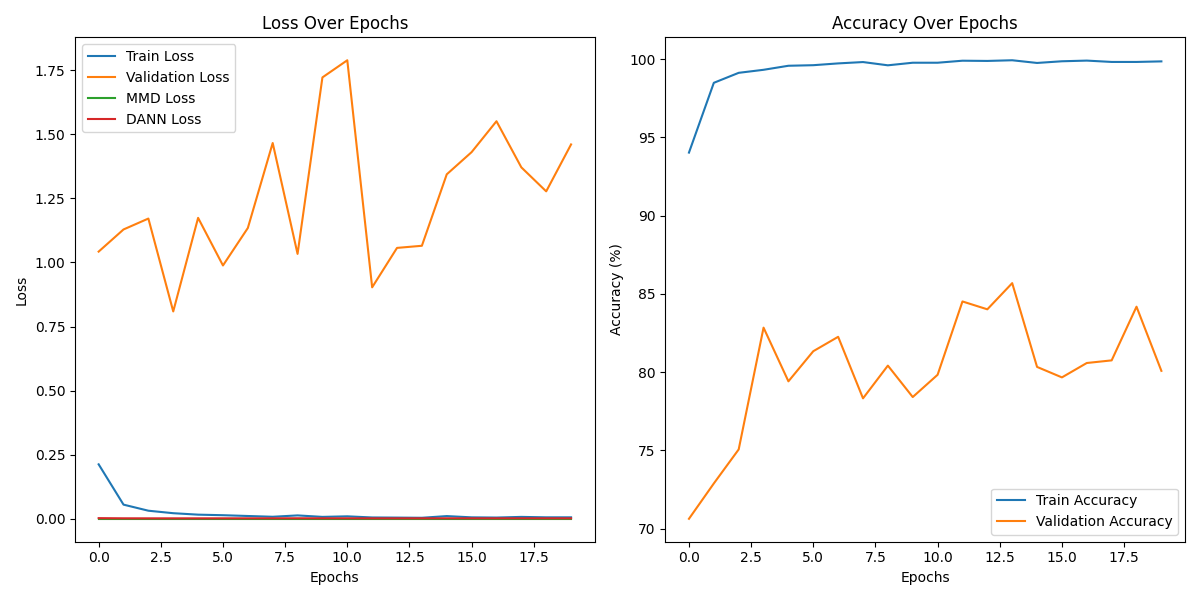 Loss Over Epochs
Train Loss
Validation Loss
MMD Loss
DANN Loss
1.75
1.50
1.25
1.00
0.75
0.50
0.25
0.00
Loss
0.0 2.5 5.0 7.5 10.0 12.5 15.0 17.5
Epochs
Accuracy Over Epochs
100
95
90
85
80
75
70
Accuracy (%)
Train Accuracy
Validation Accuracy
0.0 2.5 5.0 7.5 10.0 12.5 15.0 17.5
Epochs